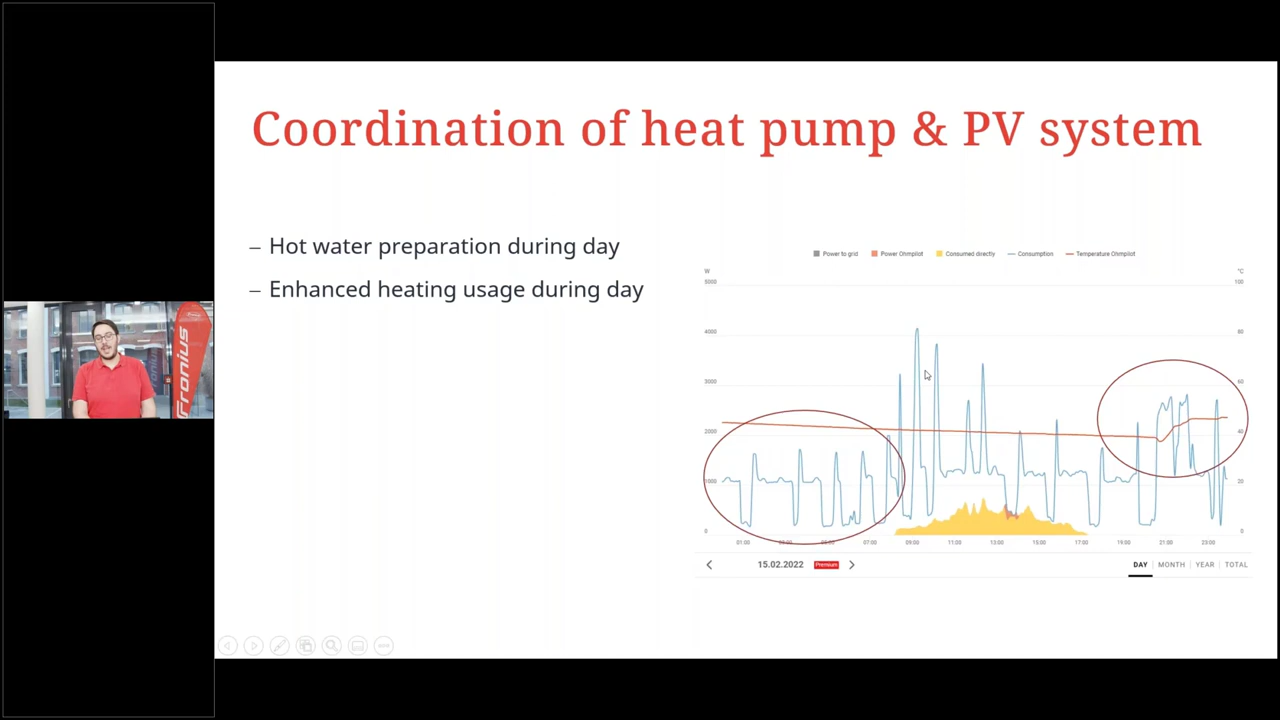 Coordination of heat pump & PV system
– Hot water preparation during day
– Enhanced heating usage during day
Power to grid Power Ohmpilot Consumed directly Consumption Temperature Ohmpilot
W °C
5000 100
4000 80
3000 60
2000 40
1000 20
0 0
01:00 07:00 09:00 11:00 13:00 15:00 17:00 19:00 21:00 23:00
15.02.2022 Premium DAY MONTH YEAR TOTAL
Fronius